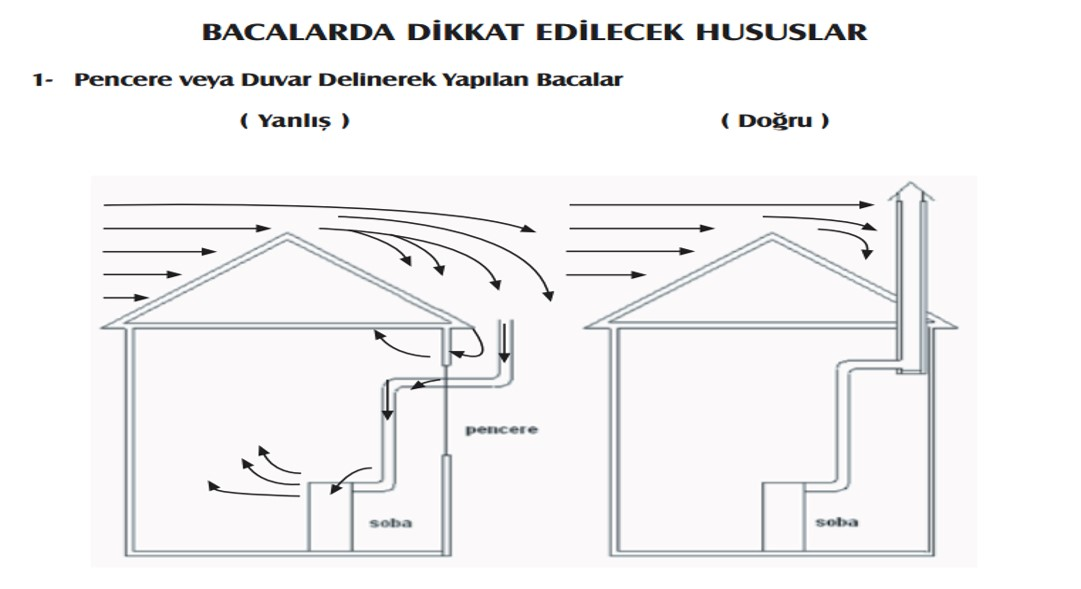 BACALARDA DİKKAT EDİLECEK HUSUSLAR
1- Pencere veya Duvar Delinerek Yapılan Bacalar
( Yanlış )
( Doğru )
pencere
soba
soba